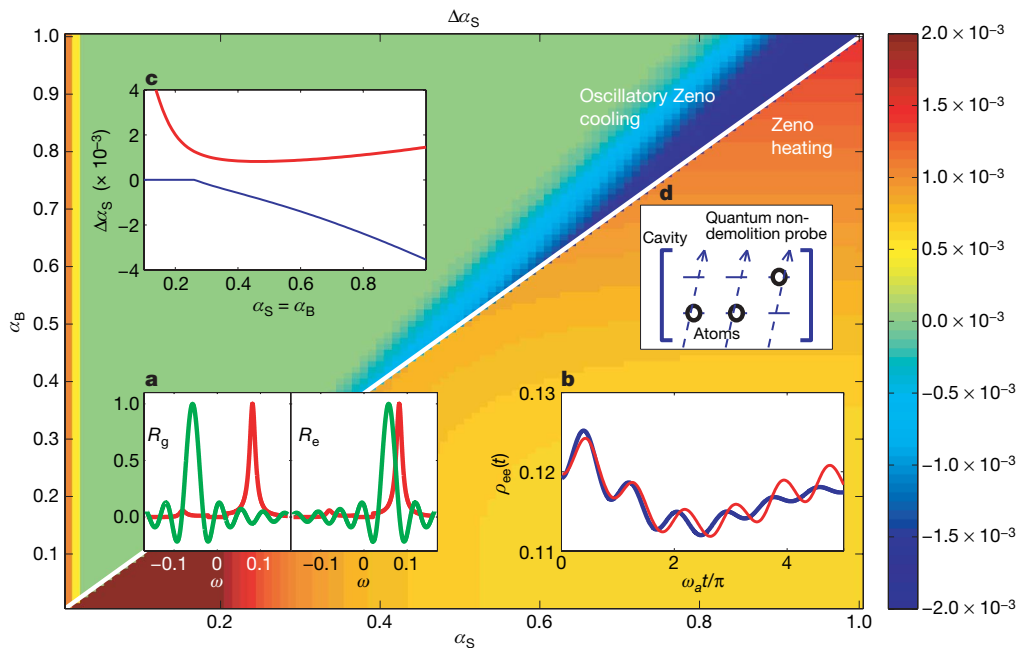 Δα_S
α_B
1.0
0.9
0.8
0.7
0.6
0.5
0.4
0.3
0.2
0.1
c
4
2
0
−2
−4
Δα_S (× 10⁻³)
0.2
0.4
0.6
0.8
α_S = α_B
Oscillatory Zeno
cooling
Zeno
heating
d
Cavity
Quantum non-
demolition probe
Atoms
a
R_g
R_e
1.0
0.5
0.0
−0.1
0
0.1
ω
−0.1
0
0.1
ω
b
0.13
0.12
0.111
ρ_ee(t)
0
2
4
ω_a t/π
0.2
0.4
0.6
0.8
1.0
α_S
2.0 × 10⁻³
1.5 × 10⁻³
1.0 × 10⁻³
0.5 × 10⁻³
0.0 × 10⁻³
−0.5 × 10⁻³
−1.0 × 10⁻³
−1.5 × 10⁻³
−2.0 × 10⁻³